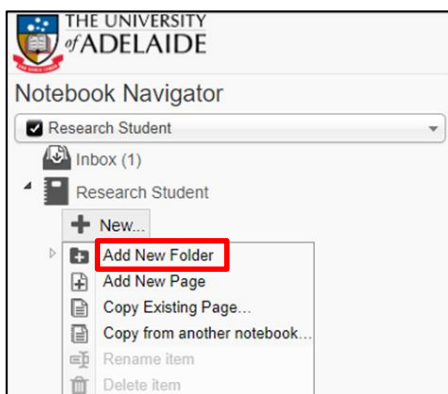 THE UNIVERSITY
of ADELAIDE
Notebook Navigator
Research Student
Inbox (1)
Research Student
New...
Add New Folder
Add New Page
Copy Existing Page...
Copy from another notebook...
Rename item
Delete item